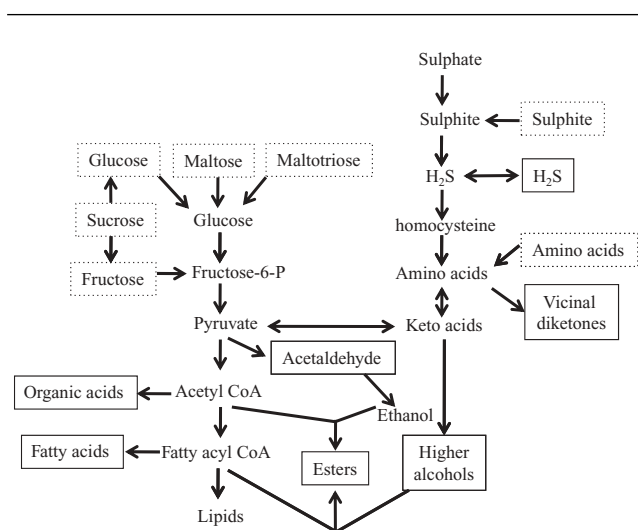 Sulphate
Sulphite
Sulphite
Glucose
Maltose
Maltotriose
H₂S
H₂S
Sucrose
Glucose
homocysteine
Amino acids
Fructose
Fructose-6-P
Amino acids
Vicinal
diketones
Pyruvate
Keto acids
Acetaldehyde
Organic acids
Acetyl CoA
Ethanol
Fatty acids
Fatty acyl CoA
Esters
Higher
alcohols
Lipids